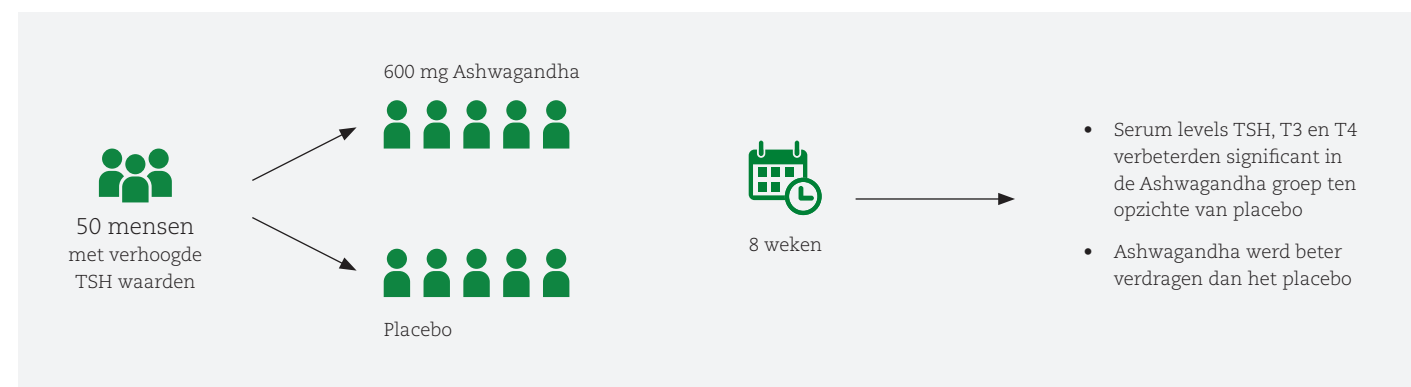 600 mg Ashwagandha
50 mensen
met verhoogde
TSH waarden
Placebo
8 weken
• Serum levels TSH, T3 en T4
verbeterden significant in
de Ashwagandha groep ten
opzichte van placebo
• Ashwagandha werd beter
verdragen dan het placebo